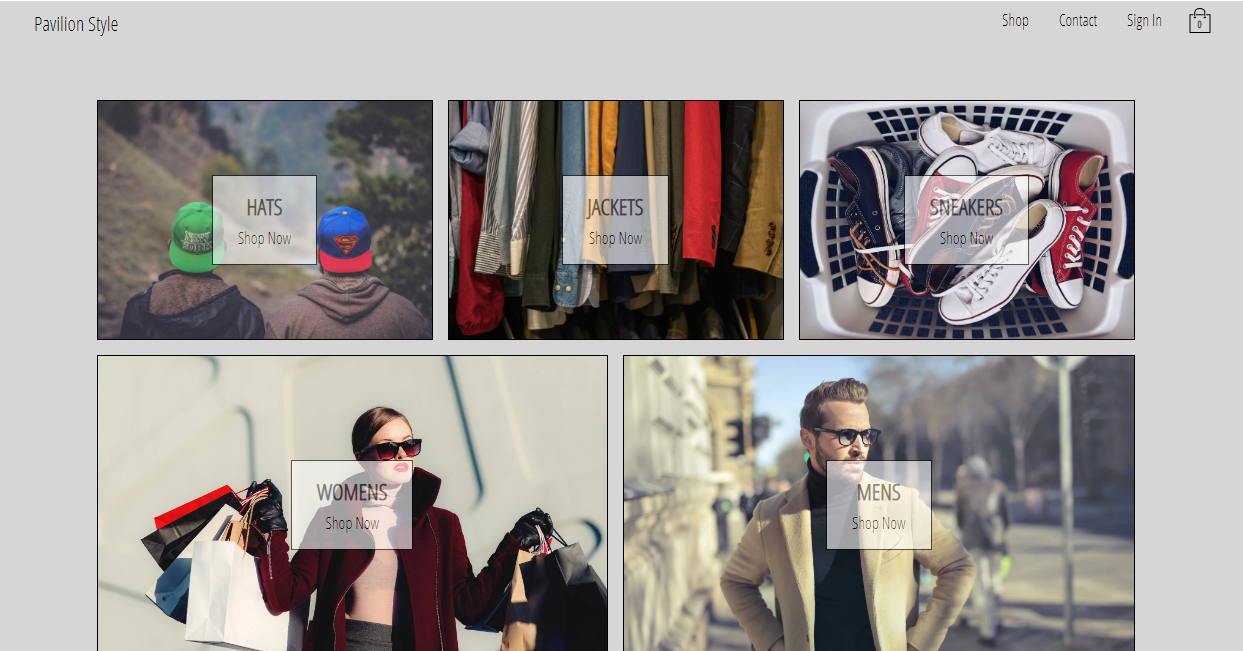 Pavilion Style
Shop
Contact
Sign In
0
HATS
Shop Now
JACKETS
Shop Now
SNEAKERS
Shop Now
WOMENS
Shop Now
MENS
Shop Now